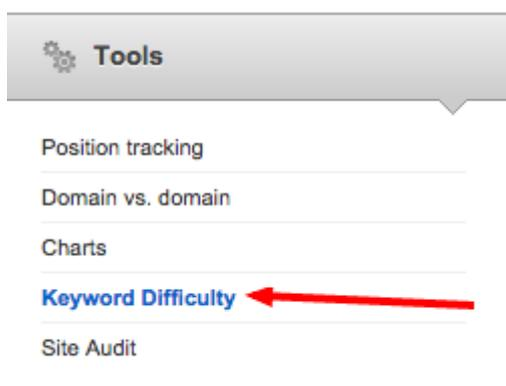 Tools
Position tracking
Domain vs. domain
Charts
Keyword Difficulty
Site Audit